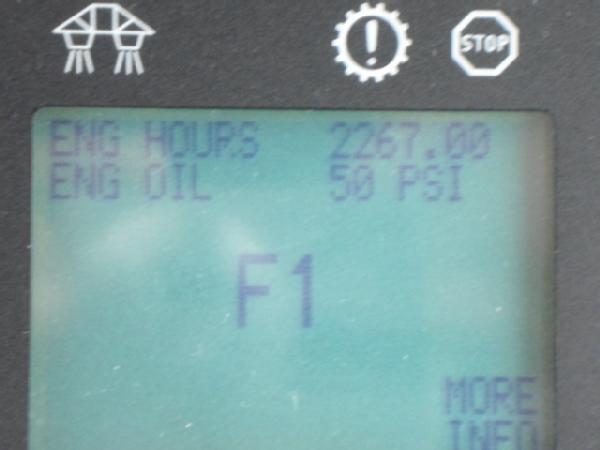 STOP
ENG HOURS 2267.00
ENG OIL 50 PSI
F1
MORE
INFO